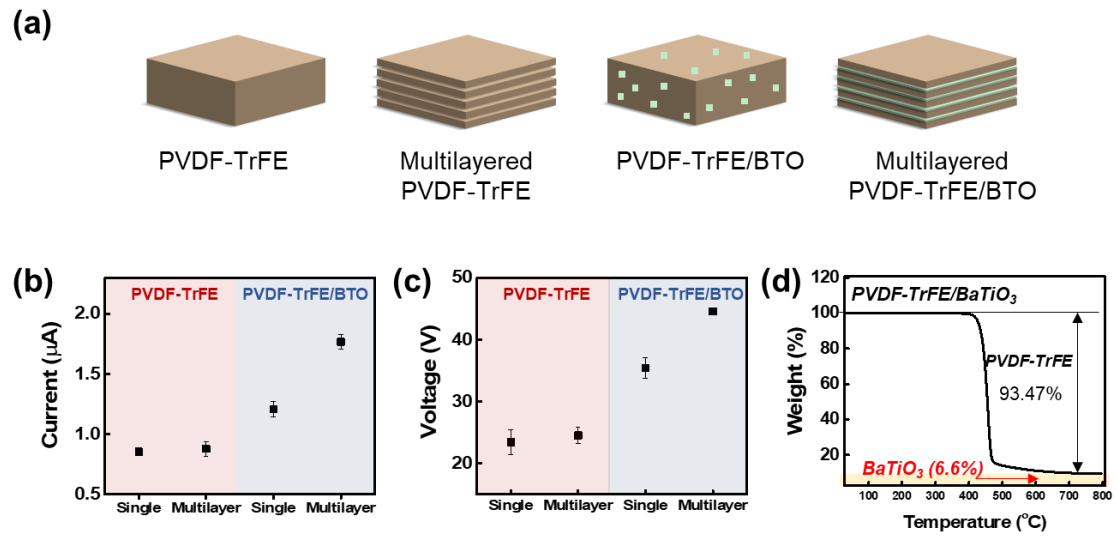 (a)
PVDF-TrFE
Multilayered
PVDF-TrFE
PVDF-TrFE/BTO
Multilayered
PVDF-TrFE/BTO
(b)
PVDF-TrFE
PVDF-TrFE/BTO
Current (μA)
2.0
1.5
1.0
0.5
Single
Multilayer
Single
Multilayer
(c)
PVDF-TrFE
PVDF-TrFE/BTO
Voltage (V)
50
40
30
20
Single
Multilayer
Single
Multilayer
(d)
PVDF-TrFE/BaTiO₃
PVDF-TrFE
93.47%
BaTiO₃ (6.6%)
Weight (%)
120
100
80
60
40
20
100 200 300 400 500 600 700 800
Temperature (°C)